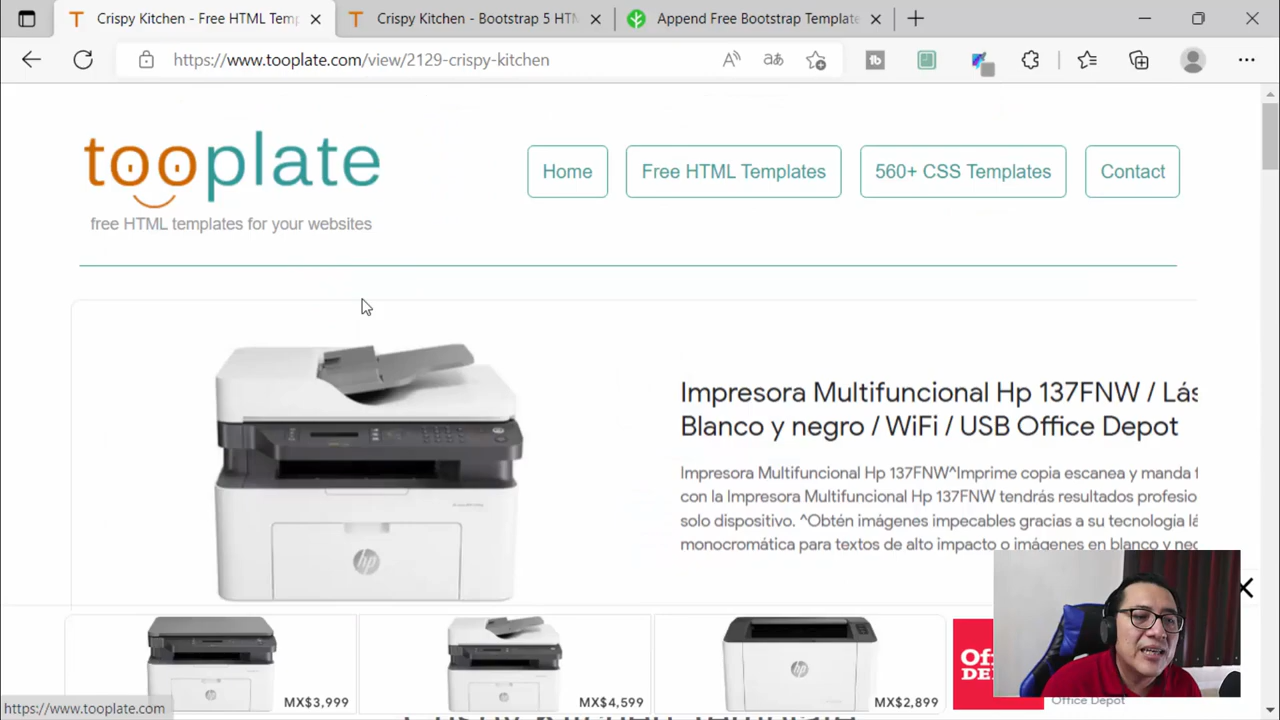 Crispy Kitchen - Free HTML Temp
Crispy Kitchen - Bootstrap 5 HTM
Append Free Bootstrap Template
https://www.tooplate.com/view/2129-crispy-kitchen
tooplate
free HTML templates for your websites
Home
Free HTML Templates
560+ CSS Templates
Contact
Impresora Multifuncional Hp 137FNW / Lás
Blanco y negro / WiFi / USB Office Depot
Impresora Multifuncional Hp 137FNW^Imprime copia escanea y manda f
con la Impresora Multifuncional Hp 137FNW tendrás resultados profesio
solo dispositivo. ^Obtén imágenes impecables gracias a su tecnología lá
monocromática para textos de alto impacto o imágenes en blanco y neg
hp
MX$3,999
MX$4,599
hp
MX$2,899
Office Depot
https://www.tooplate.com
Crispy Kitchen Template